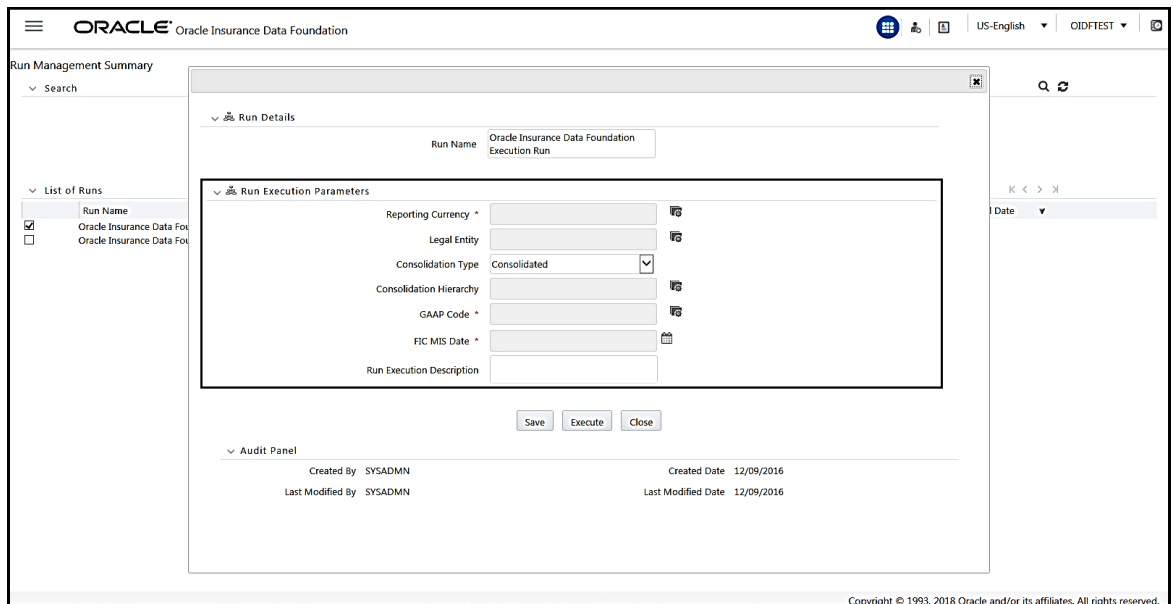 ORACLE® Oracle Insurance Data Foundation
US-English
OIDFTEST
Run Management Summary
Search
Run Details
Run Name
Oracle Insurance Data Foundation
Execution Run
List of Runs
Run Name
Date
Oracle Insurance Data Fou
Oracle Insurance Data Fou
Run Execution Parameters
Reporting Currency *
Legal Entity
Consolidation Type Consolidated
Consolidation Hierarchy
GAAP Code *
FIC MIS Date *
Run Execution Description
Save Execute Close
Audit Panel
Created By SYSADMN Created Date 12/09/2016
Last Modified By SYSADMN Last Modified Date 12/09/2016
Copyright © 1993, 2018 Oracle and/or its affiliates. All rights reserved.